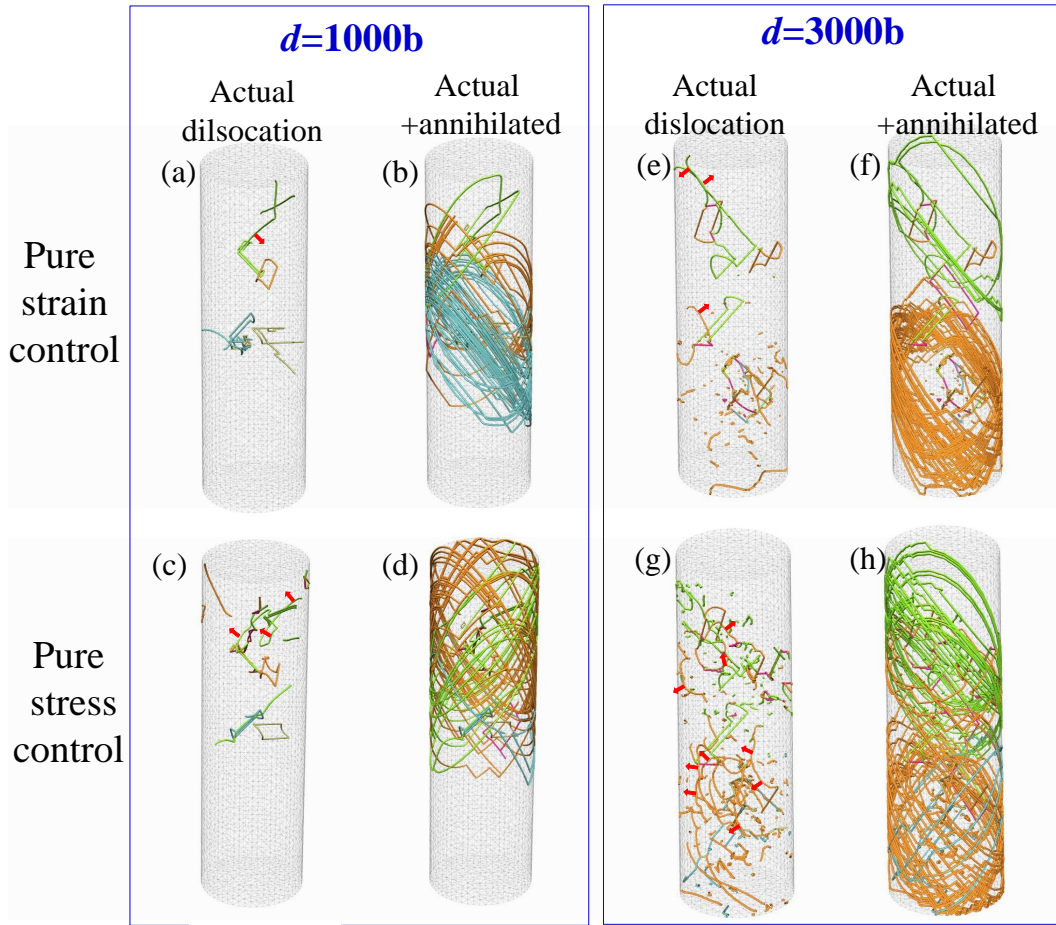 d=1000b
d=3000b
Actual
dilsocation
Actual
+annihilated
Actual
dislocation
Actual
+annihilated
(a)
(b)
(e)
(f)
Pure
strain
control
(c)
(d)
(g)
(h)
Pure
stress
control